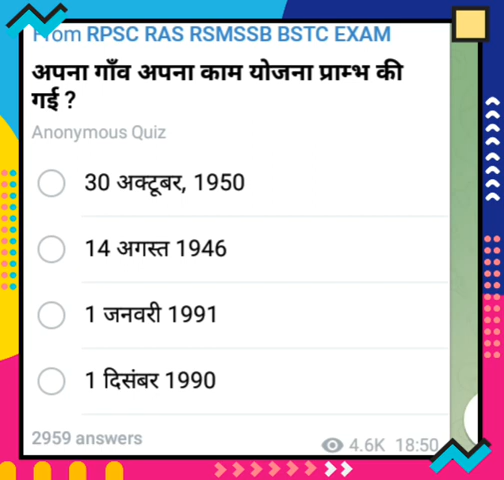 From RPSC RAS RSMSSB BSTC EXAM
अपना गाँव अपना काम योजना प्राम्भ की
गई ?
Anonymous Quiz
30 अक्टूबर, 1950
14 अगस्त 1946
1 जनवरी 1991
1 दिसंबर 1990
2959 answers
4.6K 18:50